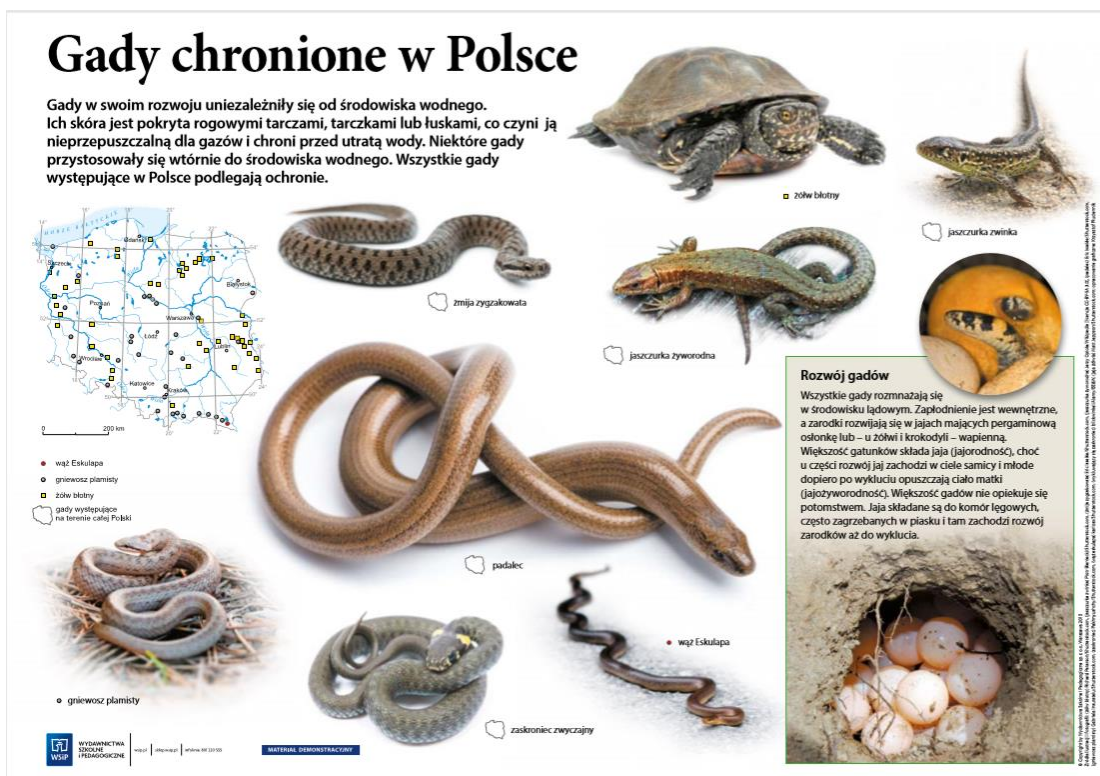 Gady chronione w Polsce
Gady w swoim rozwoju uniezależniły się od środowiska wodnego.
Ich skóra jest pokryta rogowymi tarczami, tarczkami lub łuskami, co czyni ją
nieprzepuszczalną dla gazów i chroni przed utratą wody. Niektóre gady
przystosowały się wtórnie do środowiska wodnego. Wszystkie gady
występujące w Polsce podlegają ochronie.
żółw błotny
jaszczurka zwinka
żmija zygzakowata
jaszczurka żyworodna
MORZE BAŁTYCKIE
Gdańsk
Szczecin
Białystok
Poznań
Warszawa
Łódź
Lublin
Wrocław
Katowice
Kraków
0 200 km
wąż Eskulapa
gniewosz plamisty
żółw błotny
gady występujące
na terenie całej Polski
Rozwój gadów
Wszystkie gady rozmnażają się
w środowisku lądowym. Zapłodnienie jest wewnętrzne,
a zarodki rozwijają się w jajach mających pergaminową
osłonkę lub – u żółwi i krokodyli – wapienną.
Większość gatunków składa jaja (jajorodność), choć
u części rozwój jaj zachodzi w ciele samicy i młode
dopiero po wykluciu opuszczają ciało matki
(jajożyworodność). Większość gadów nie opiekuje się
potomstwem. Jaja składane są do komór lęgowych,
często zagrzebanych w piasku i tam zachodzi rozwój
zarodków aż do wyklucia.
padalec
wąż Eskulapa
gniewosz plamisty
zaskroniec zwyczajny
WSiP
WYDAWNICTWA
SZKOLNE
i PEDAGOGICZNE
wsip.pl
sklep.wsip.pl
MATERIAŁ DEMONSTRACYJNY